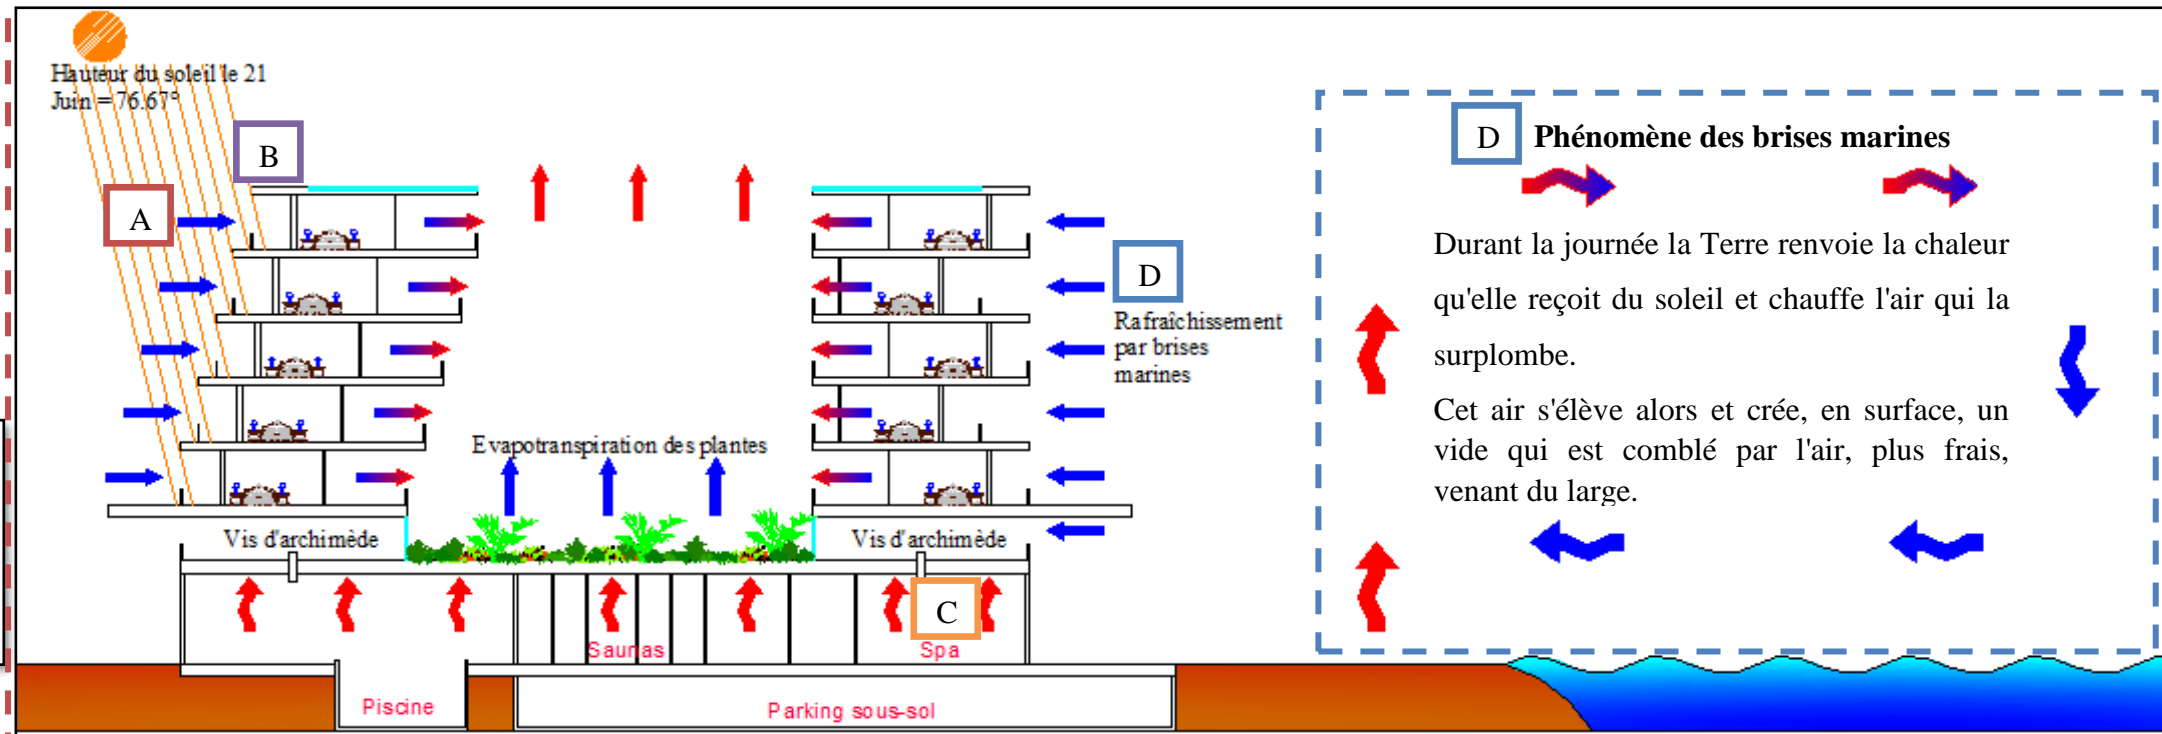 Hauteur du soleil le 21
Juin = 76.67°
B
A
D
Rafraîchissement
par brises
marines
Evapotranspiration des plantes
Vis d'archimède
Vis d'archimède
C
Saunas
Spa
Piscine
Parking sous-sol
D Phénomène des brises marines
Durant la journée la Terre renvoie la chaleur
qu'elle reçoit du soleil et chauffe l'air qui la
surplombe.
Cet air s'élève alors et crée, en surface, un
vide qui est comblé par l'air, plus frais,
venant du large.